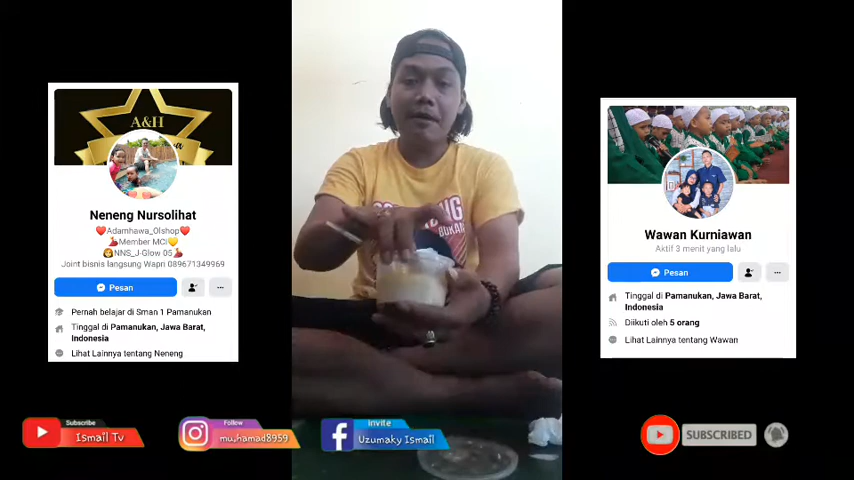 A&H
Neneng Nursolihat
Adamhawa_Olshop
Member MCI
NNS_J-Glow 05
Joint bisnis langsung Wapri 089671349969
Pesan
Pernah belajar di Sman 1 Pamanukan
Tinggal di Pamanukan, Jawa Barat,
Indonesia
Lihat Lainnya tentang Neneng
BUKAN
Wawan Kurniawan
Aktif 3 menit yang lalu
Pesan
Tinggal di Pamanukan, Jawa Barat,
Indonesia
Diikuti oleh 5 orang
Lihat Lainnya tentang Wawan
Subscribe
Ismail Tv
Follow
mu.hamad8959
Invite
Uzumaky Ismail
SUBSCRIBED